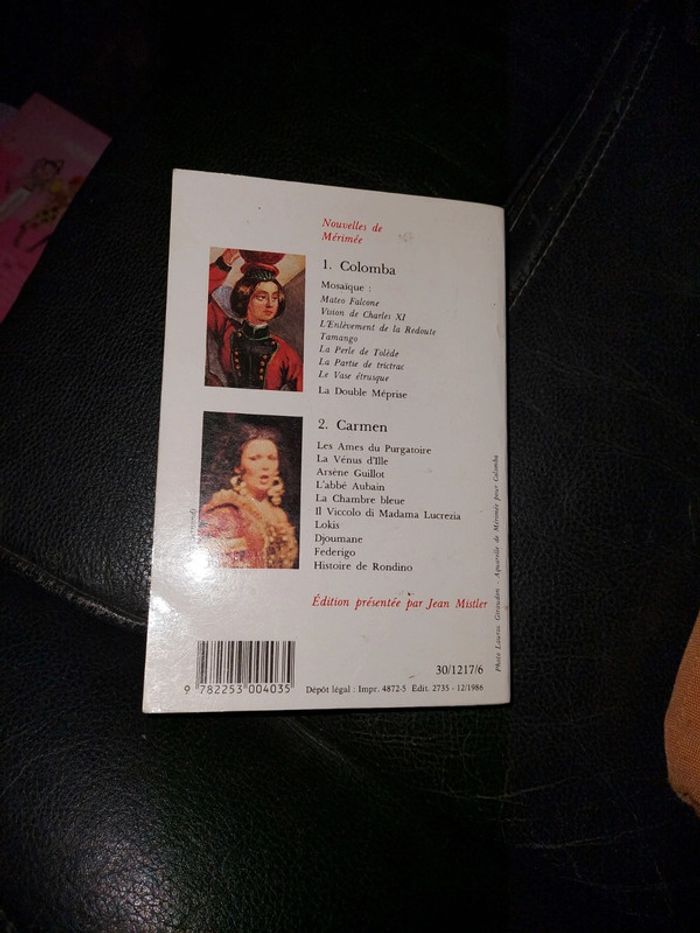 Nouvelles de
Mérimée
1. Colomba
Mosaïque :
Mateo Falcone
Vision de Charles XI
L'Enlèvement de la Redoute
Tamango
La Perle de Tolède
La Partie de trictrac
Le Vase étrusque
La Double Méprise
2. Carmen
Les Ames du Purgatoire
La Vénus d'Ille
Arsène Guillot
L'abbé Aubain
La Chambre bleue
Il Viccolo di Madama Lucrezia
Lokis
Djoumane
Federigo
Histoire de Rondino
Édition présentée par Jean Mistler
Photo Lauros Giraudon - Aquarelle de Mérimée pour Colomba
30/1217/6
9 782253 004035
Dépôt légal : Impr. 4872-5 Edit. 2735 - 12/1986